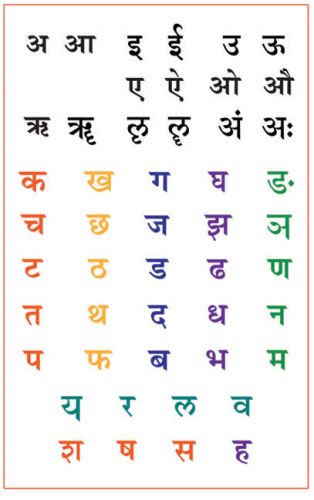 अ आ इ ई उ ऊ
ए ऐ ओ औ
ऋ ॠ ऌ ॡ अं अः
क ख ग घ ङ
च छ ज झ ञ
ट ठ ड ढ ण
त थ द ध न
प फ ब भ म
य र ल व
श ष स ह